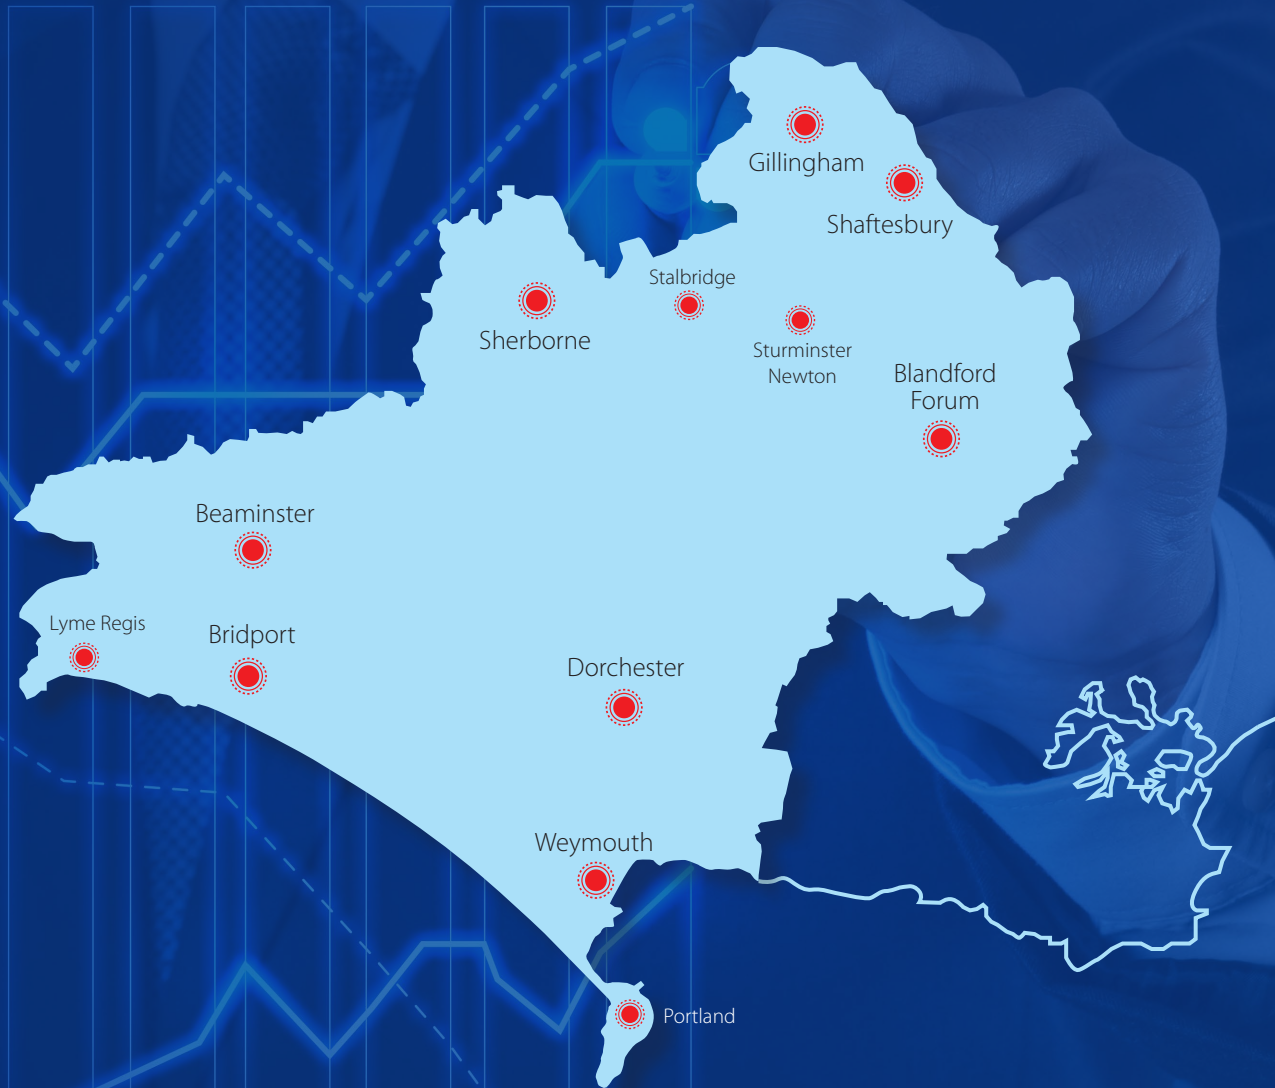 Gillingham
Shaftesbury
Stalbridge
Sherborne
Sturminster
Newton
Blandford
Forum
Beaminster
Lyme Regis
Bridport
Dorchester
Weymouth
Portland